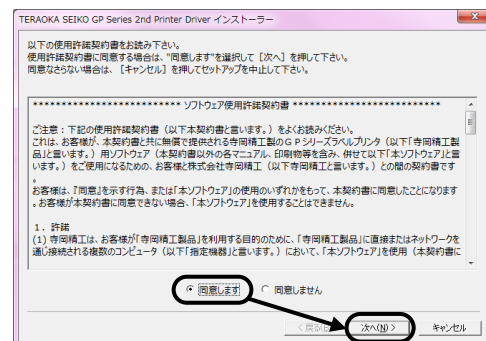 TERAOKA SEIKO GP Series 2nd Printer Driver インストーラー
以下の使用許諾契約書をお読み下さい。
使用許諾契約書に同意する場合は、"同意します"を選択して [次へ] を押して下さい。
同意なさらない場合は、 [キャンセル] を押してセットアップを中止して下さい。
************************** ソフトウェア使用許諾契約書 **************************
ご注意：下記の使用許諾契約書（以下本契約書と言います。）をよくお読みください。
これは、お客様が、本契約書と共に無償で提供される寺岡精工製のＧＰシリーズラベルプリンタ（以下「寺岡精工製
品」と言います。）用ソフトウェア（本契約書以外の各マニュアル、印刷物等を含み、併せて以下「本ソフトウェア」と言
います。）をご使用になるための、お客様と株式会社寺岡精工（以下寺岡精工と言います。）との間の契約書です
。
お客様は、『同意』を示す行為、または「本ソフトウェア」の使用のいずれかをもって、本契約書に同意したことになります
。お客様が本契約書に同意できない場合、「本ソフトウェア」を使用することはできません。
１．許諾
(1) 寺岡精工は、お客様が「寺岡精工製品」を利用する目的のために、「寺岡精工製品」に直接またはネットワークを
通じ接続される複数のコンピュータ（以下「指定機器」と言います。）において、「本ソフトウェア」を使用（本契約書に
同意します 同意しません
< 戻る(B) 次へ(N) > キャンセル